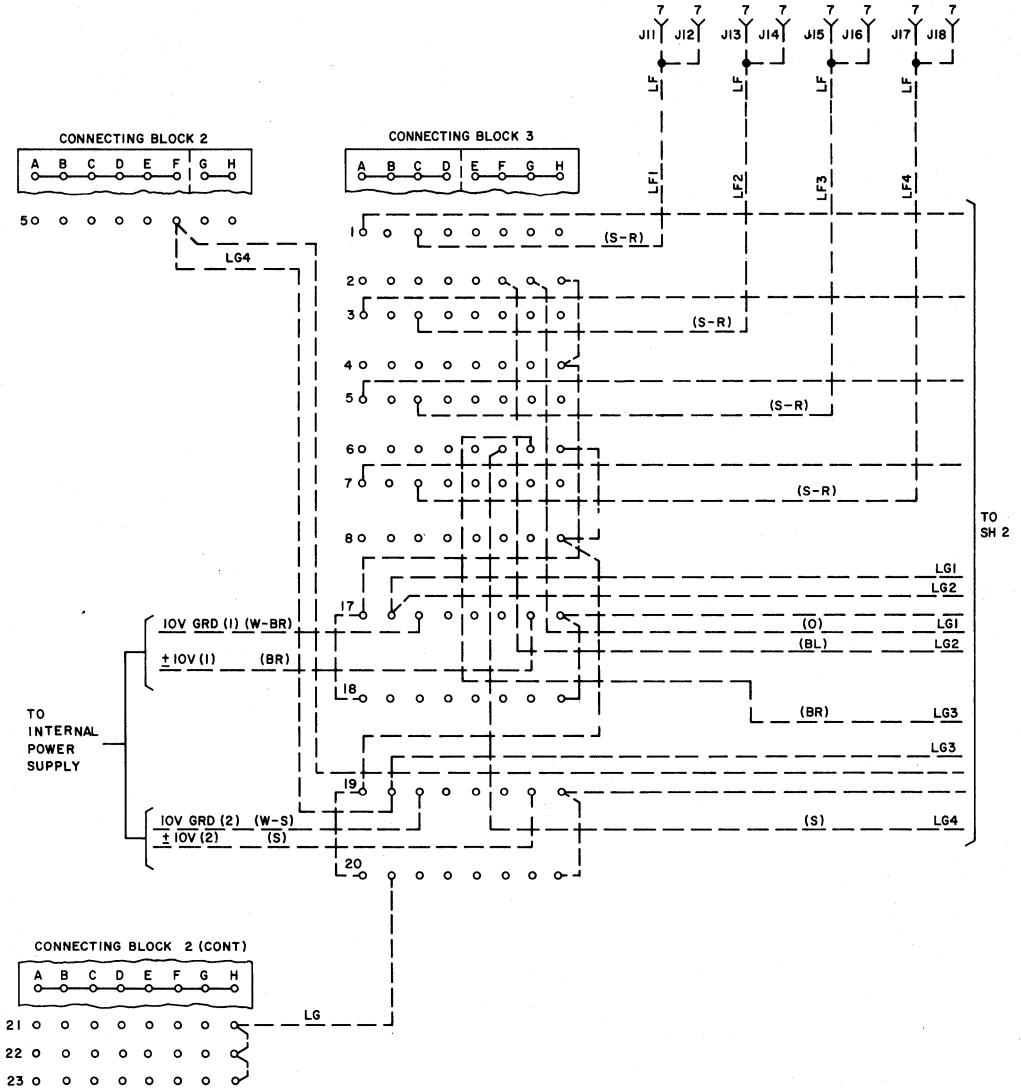 7 7 7 7 7 7 7 7
J11 J12 J13 J14 J15 J16 J17 J18
LF LF LF LF
CONNECTING BLOCK 2
A B C D E F G H
5
LG4
CONNECTING BLOCK 3
A B C D E F G H
LF1 LF2 LF3 LF4
1
(S-R)
2
3
(S-R)
4
5
(S-R)
6
7
(S-R)
8
TO
SH 2
LG1
LG2
17
10V GRD (1) (W-BR)
(O) LG1
(BL) LG2
± 10V (1) (BR)
18
(BR) LG3
TO
INTERNAL
POWER
SUPPLY
LG3
19
10V GRD (2) (W-S)
(S) LG4
± 10V (2) (S)
20
CONNECTING BLOCK 2 (CONT)
A B C D E F G H
LG
21
22
23